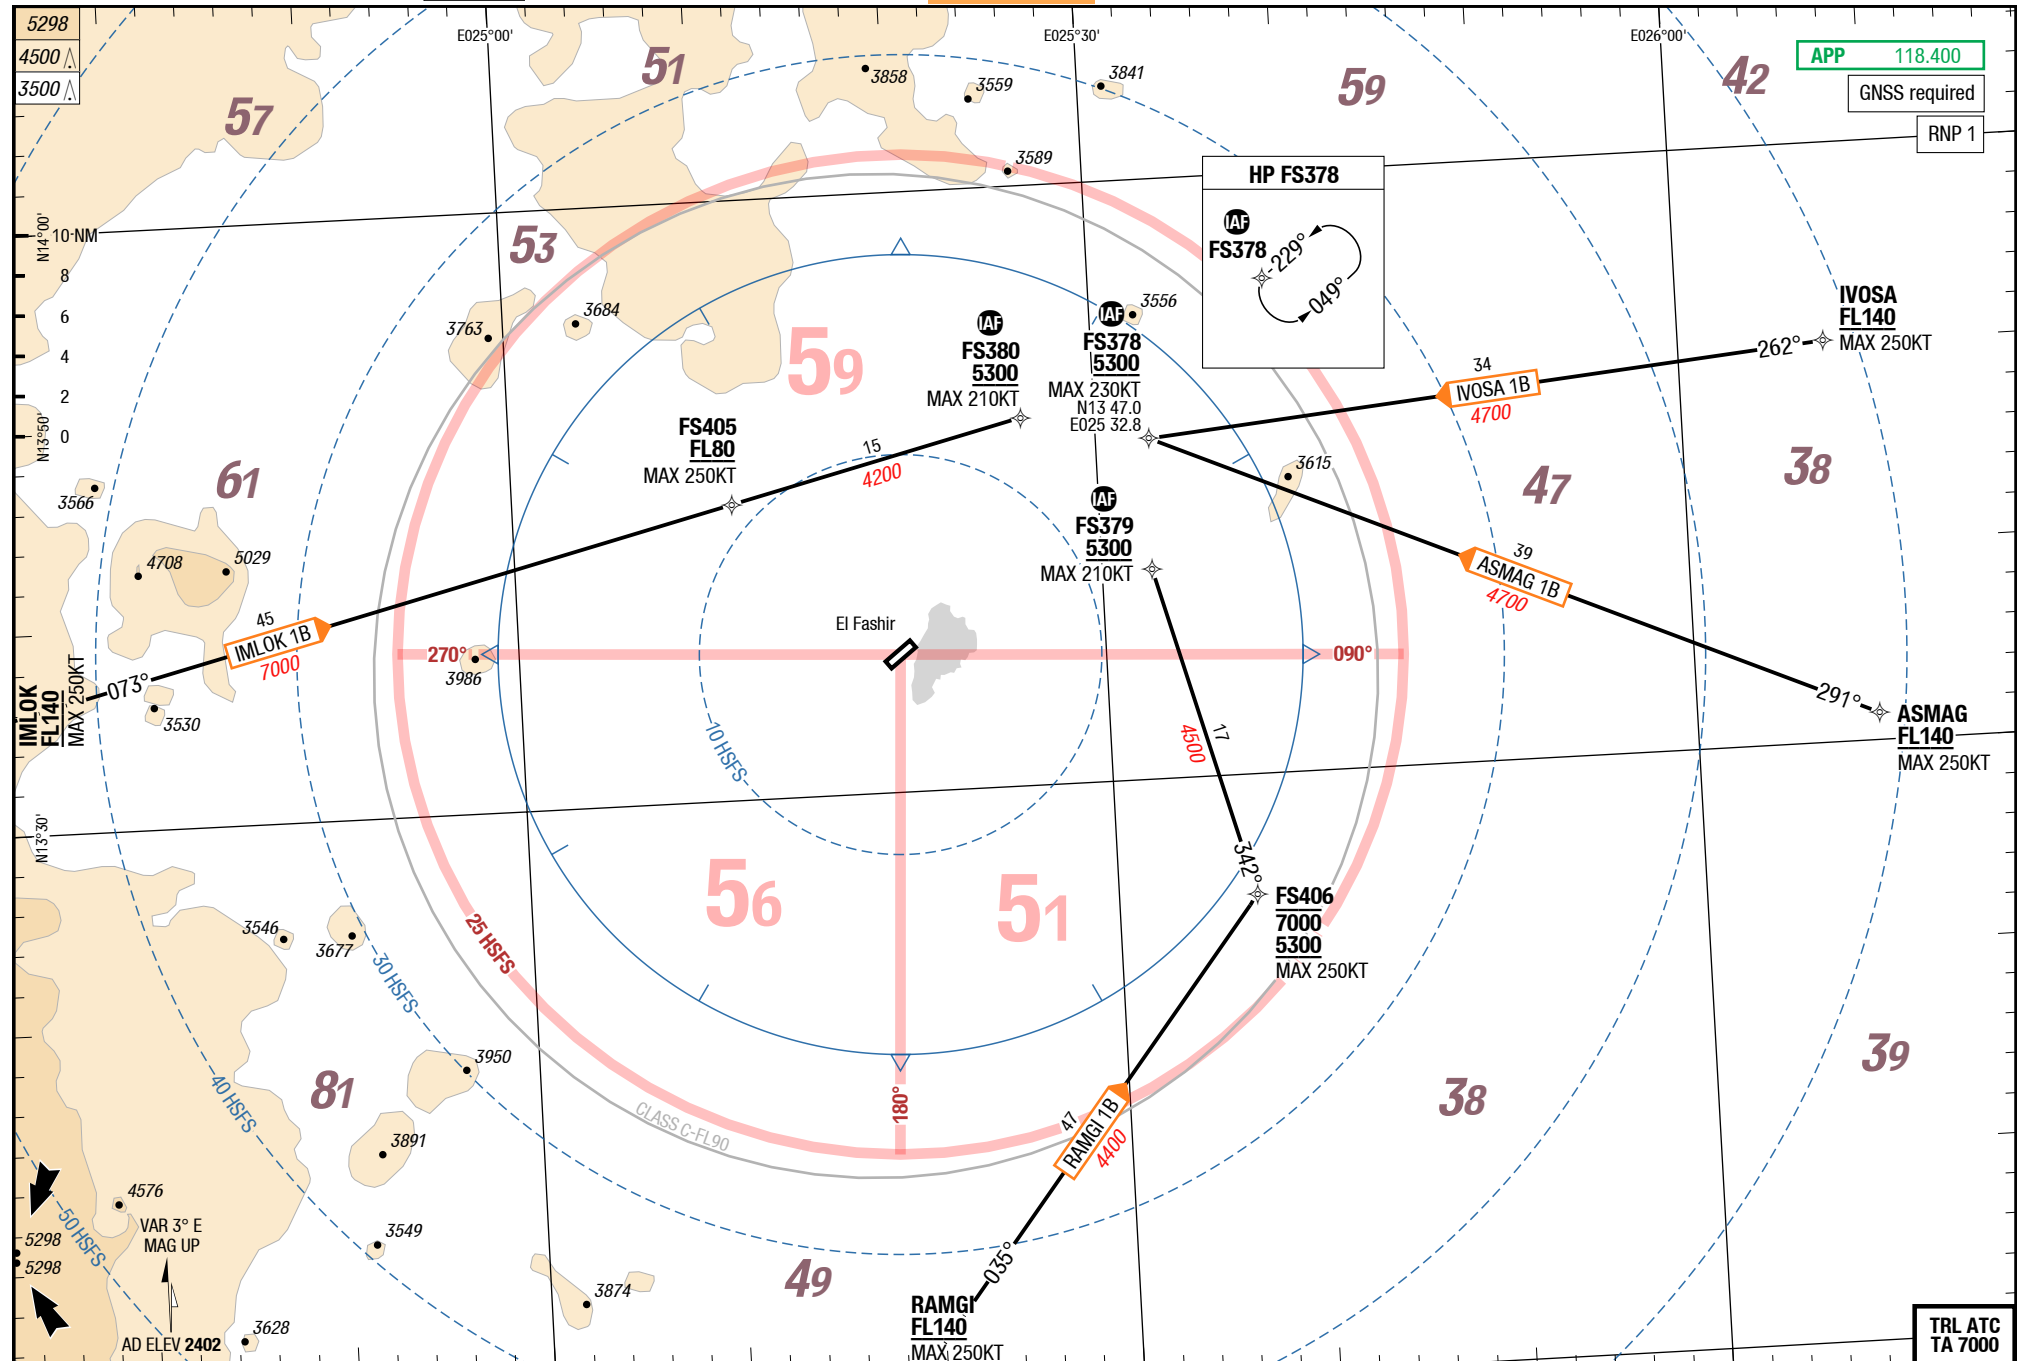 5298
4500
3500
E025°00'
E025°30'
E026°00'
APP 118.400
GNSS required
RNP 1
57
51
59
42
3858
3559
3841
3589
HP FS378
IAF
FS378
229°
049°
N14°00'
10 NM
8
6
4
2
0
N13°50'
53
3763
3684
59
IAF
FS380
5300
MAX 210KT
IAF
FS378
5300
MAX 230KT
N13 47.0
E025 32.8
3556
IVOSA
FL140
MAX 250KT
262°
34
IVOSA 1B
4700
FS405
FL80
MAX 250KT
15
4200
61
3566
3615
47
38
IAF
FS379
5300
MAX 210KT
39
ASMAG 1B
4700
291°
ASMAG
FL140
MAX 250KT
4708
5029
45
IMLOK 1B
7000
073°
IMLOK
FL140
MAX 250KT
3530
El Fashir
270°
090°
3986
10 HSFS
17
4500
342°
N13°30'
56
51
FS406
7000
5300
MAX 250KT
25 HSFS
3546
3677
30 HSFS
3950
81
40 HSFS
3891
CLASS C-FL90
180°
47
RAMGI 1B
4400
035°
38
39
4576
VAR 3° E
MAG UP
50 HSFS
5298
5298
3549
49
3874
3628
AD ELEV 2402
RAMGI
FL140
MAX 250KT
TRL ATC
TA 7000